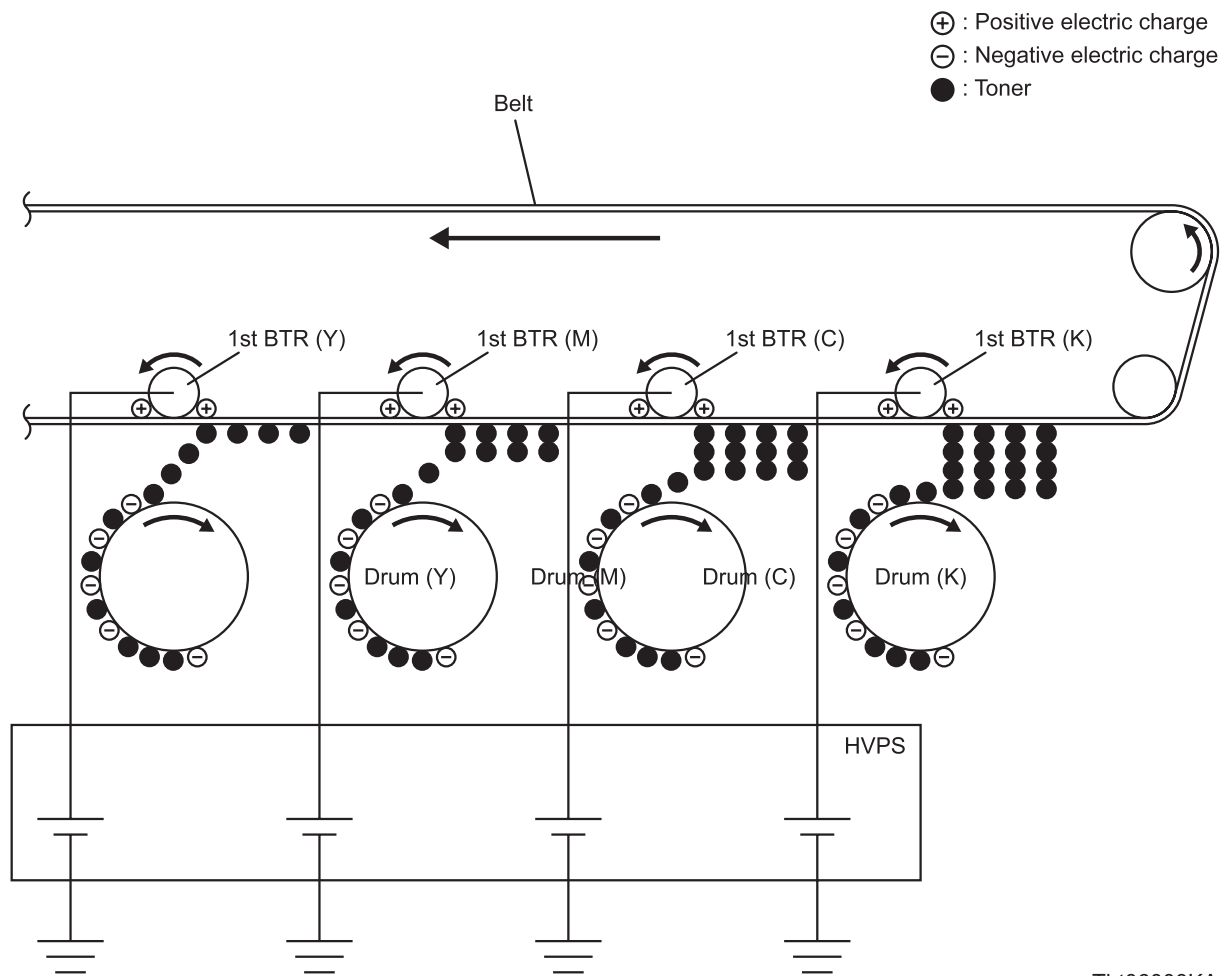 ⊕ : Positive electric charge
⊖ : Negative electric charge
● : Toner
Belt
1st BTR (Y)
1st BTR (M)
1st BTR (C)
1st BTR (K)
Drum (Y)
Drum (M)
Drum (C)
Drum (K)
HVPS